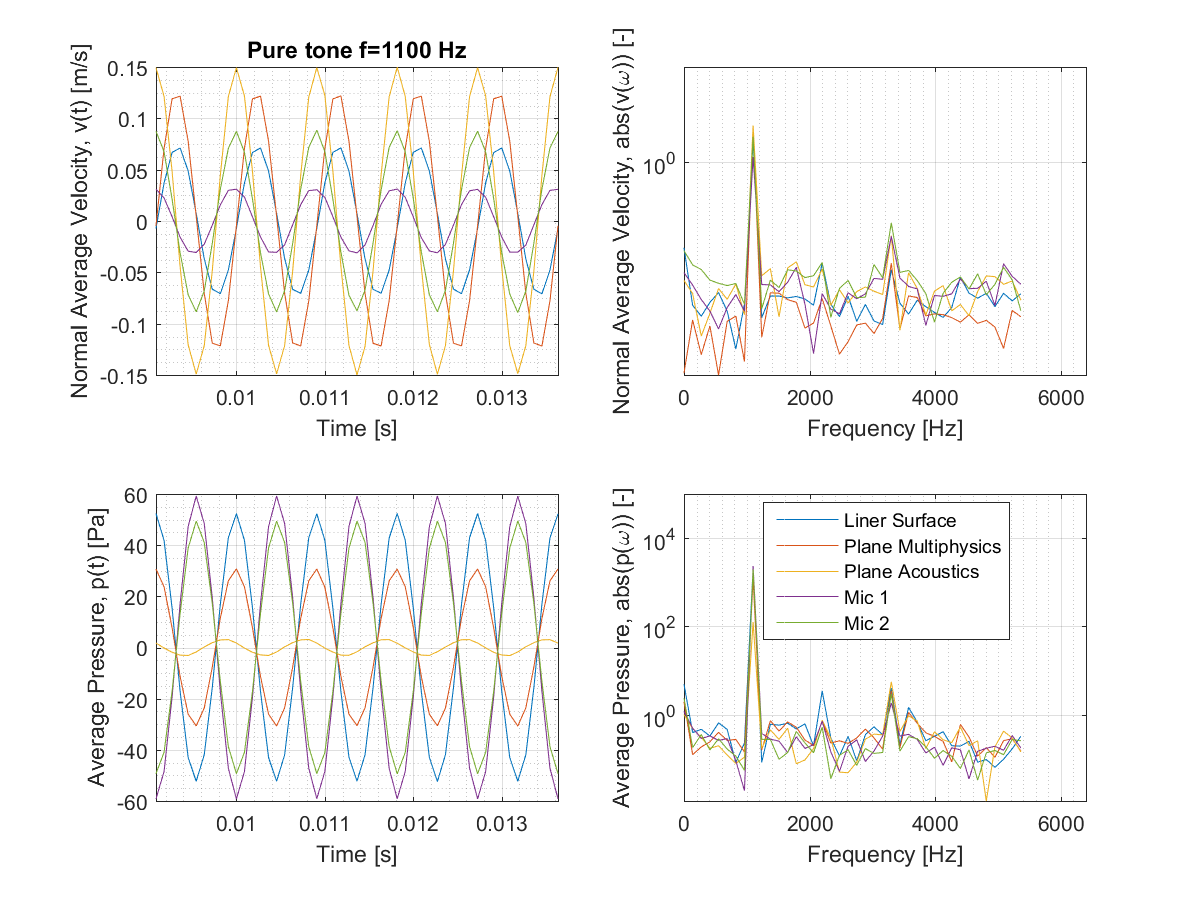 Pure tone f=1100 Hz
Normal Average Velocity, v(t) [m/s]
0.15
0.1
0.05
0
-0.05
-0.1
-0.15
0.01
0.011
0.012
0.013
Time [s]
Normal Average Velocity, abs(v(ω)) [-]
10^0
0
2000
4000
6000
Frequency [Hz]
Average Pressure, p(t) [Pa]
60
40
20
0
-20
-40
-60
0.01
0.011
0.012
0.013
Time [s]
Average Pressure, abs(p(ω)) [-]
10^4
10^2
10^0
Liner Surface
Plane Multiphysics
Plane Acoustics
Mic 1
Mic 2
0
2000
4000
6000
Frequency [Hz]